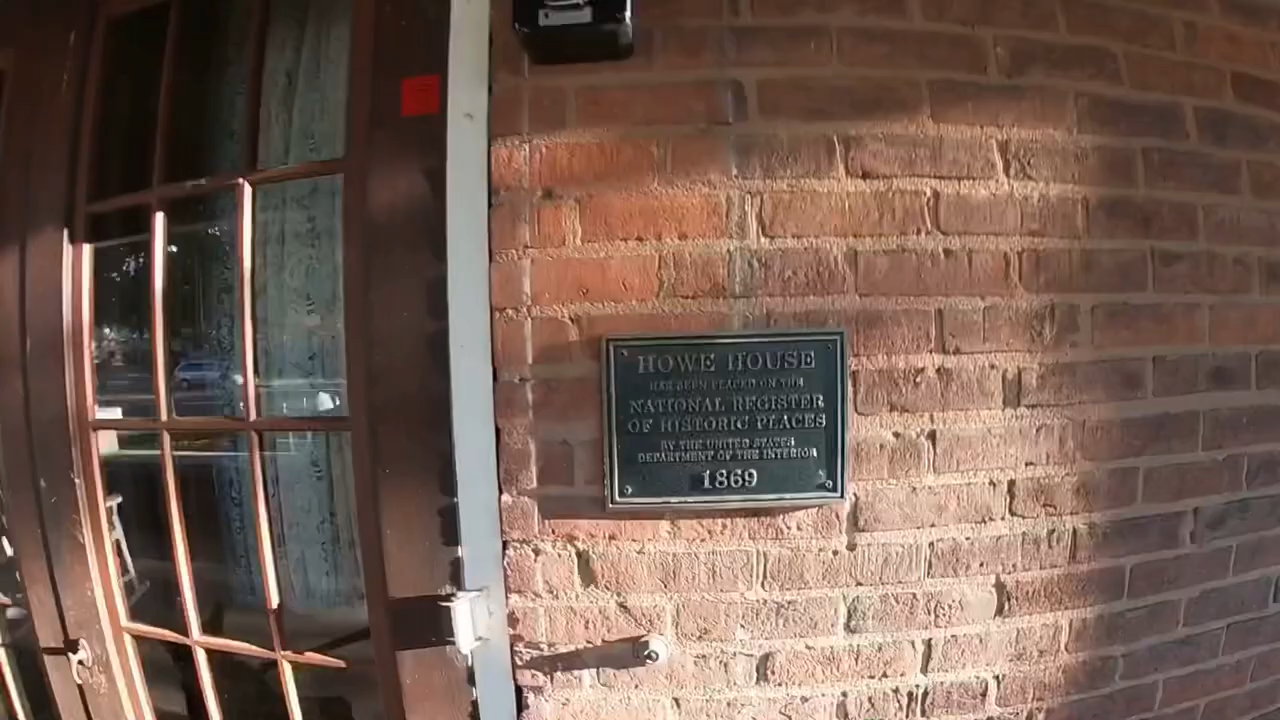 HOWE HOUSE
HAS BEEN PLACED ON THE
NATIONAL REGISTER
OF HISTORIC PLACES
BY THE UNITED STATES
DEPARTMENT OF THE INTERIOR
1869